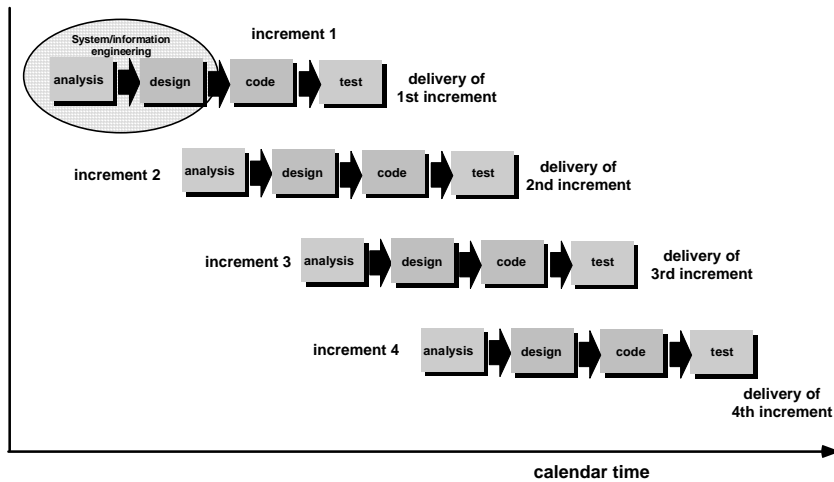 System/information
engineering
increment 1
analysis
design
code
test
delivery of
1st increment
increment 2
analysis
design
code
test
delivery of
2nd increment
increment 3
analysis
design
code
test
delivery of
3rd increment
increment 4
analysis
design
code
test
delivery of
4th increment
calendar time